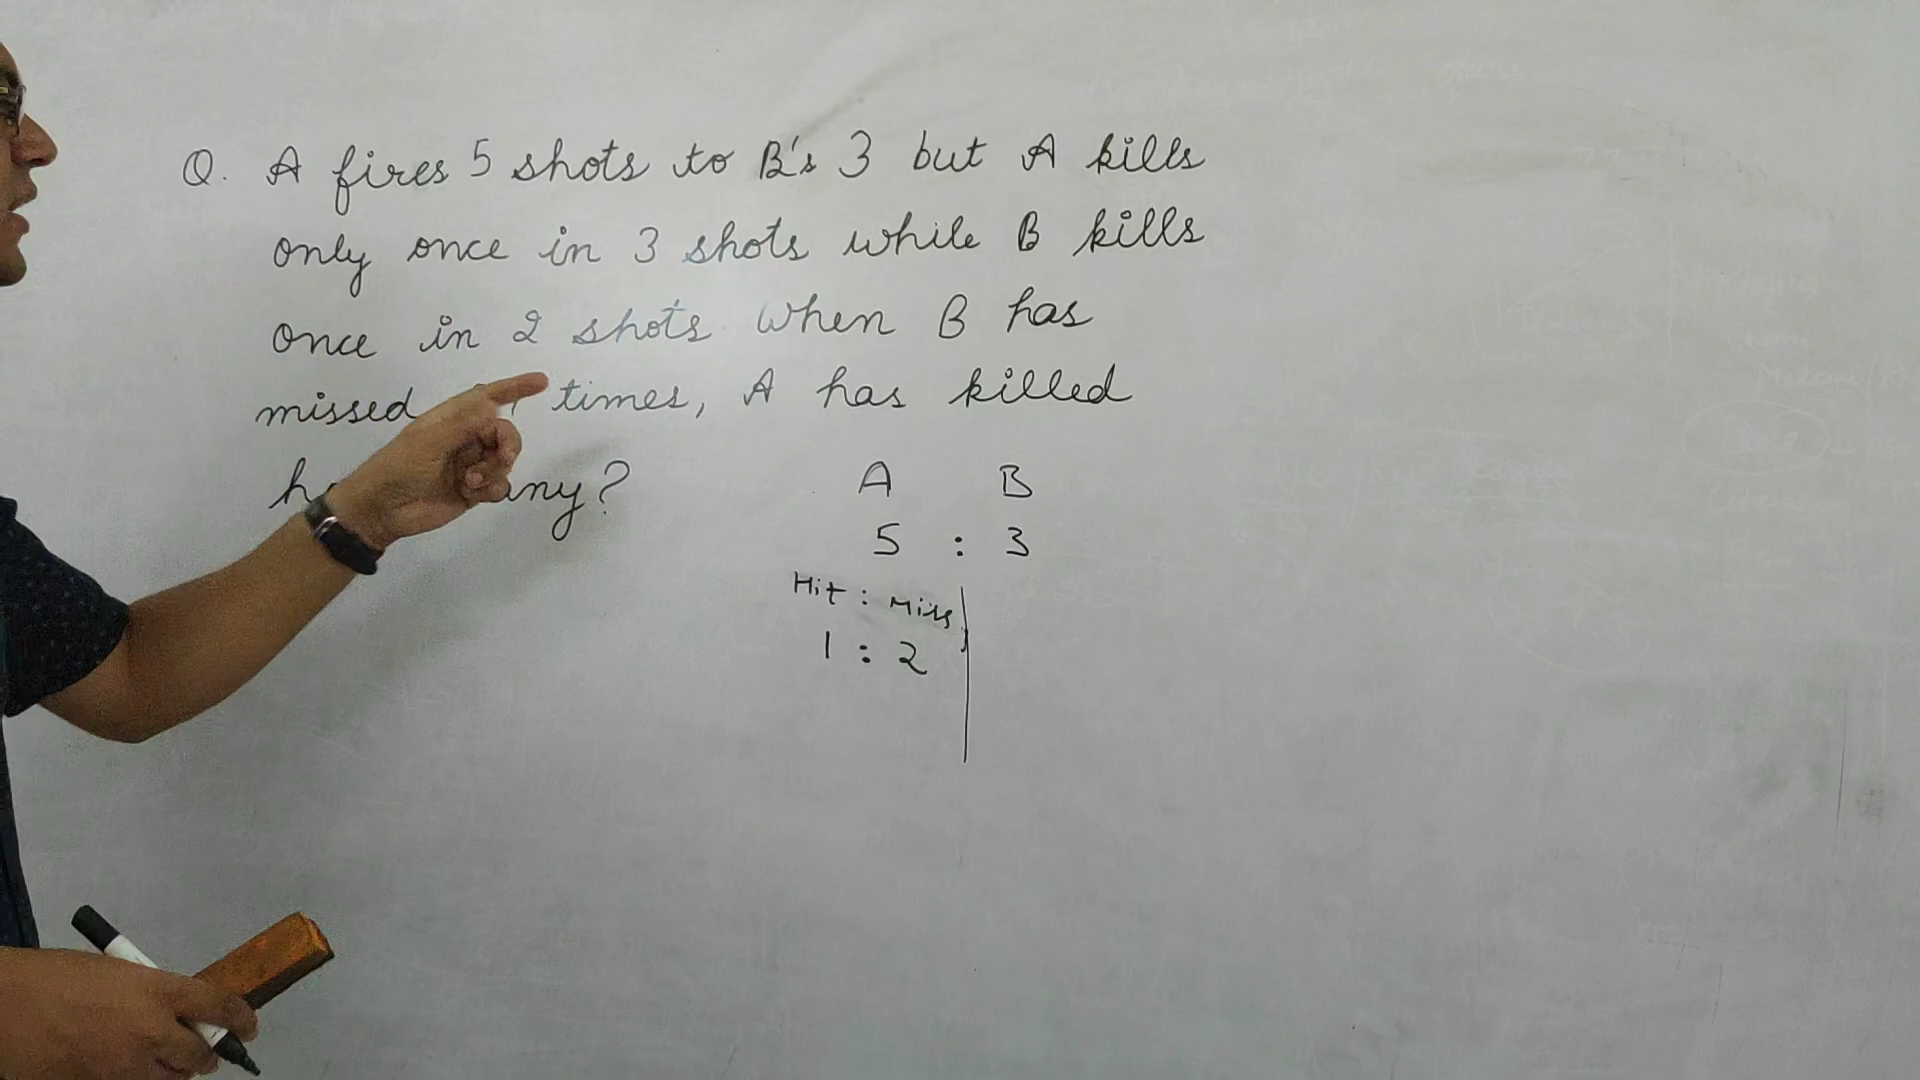 Q. A fires 5 shots to B's 3 but A kills
only once in 3 shots while B kills
once in 2 shots. When B has
missed times, A has killed
?
A B
5 : 3
Hit : Miss
1 : 2